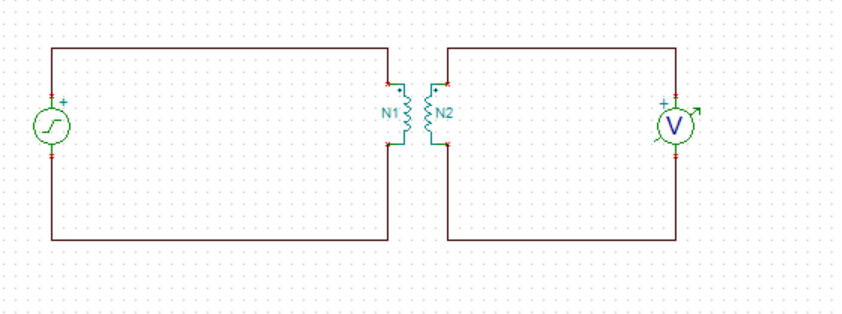 +
N1 N2
+
V